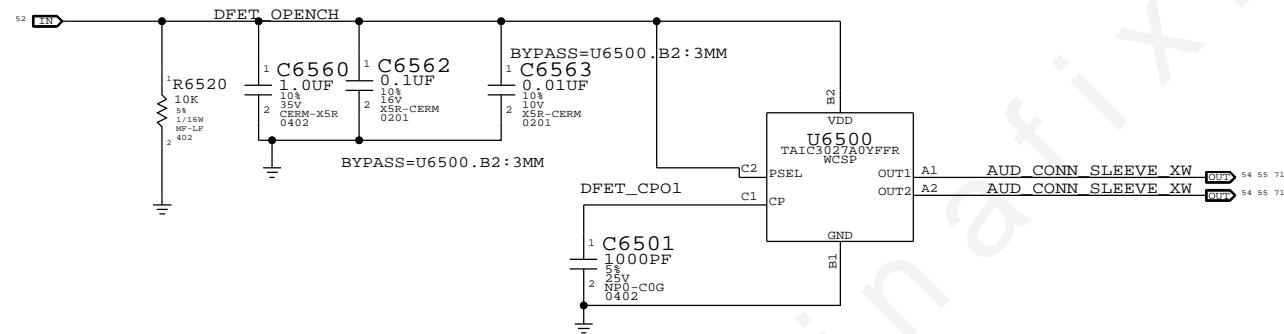 52 IN
DFET_OPENCH
BYPASS=U6500.B2:3MM
1
R6520
10K
5%
1/16W
MF-LF
402
2
1
C6560
1.0UF
10%
35V
CERM-X5R
0402
2
1
C6562
0.1UF
10%
16V
X5R-CERM
0201
2
1
C6563
0.01UF
10%
10V
X5R-CERM
0201
2
BYPASS=U6500.B2:3MM
B2
VDD
U6500
TAIC3027A0YFFR
WCSP
C2 PSEL
OUT1 A1 AUD_CONN_SLEEVE_XW OUT 54 55 71
OUT2 A2 AUD_CONN_SLEEVE_XW OUT 54 55 71
DFET_CPO1
C1 CP
GND
B1
1
C6501
1000PF
5%
25V
NP0-C0G
0402
2
inafix